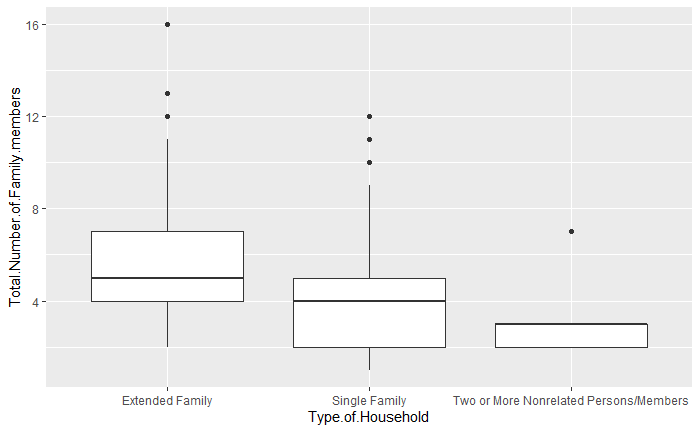 Total.Number.of.Family.members
16
12
8
4
Extended Family
Single Family
Two or More Nonrelated Persons/Members
Type.of.Household